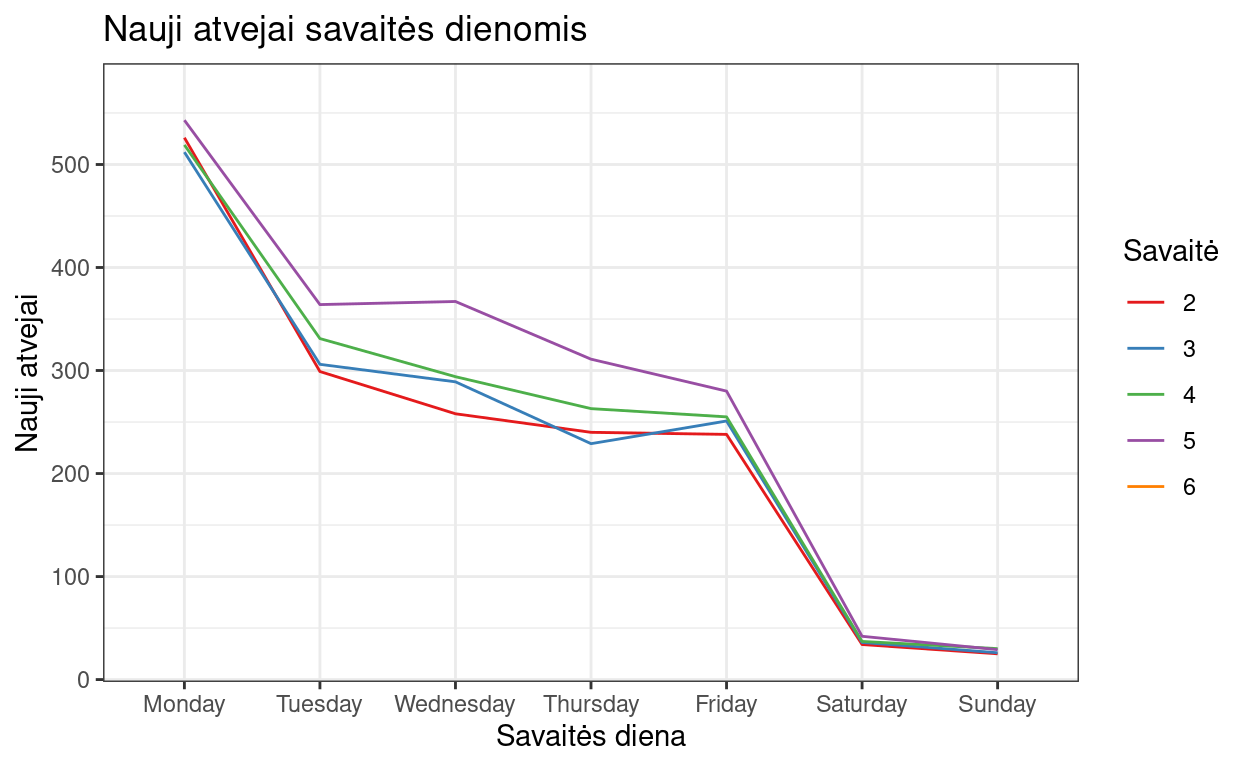 Nauji atvejai savaitės dienomis
Nauji atvejai
500
400
300
200
100
0
Monday Tuesday Wednesday Thursday Friday Saturday Sunday
Savaitės diena
Savaitė
2
3
4
5
6